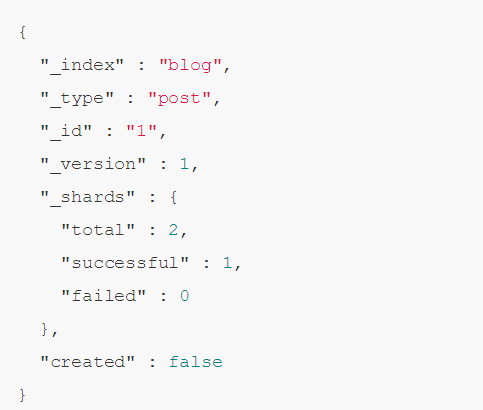 {
  "_index" : "blog",
  "_type" : "post",
  "_id" : "1",
  "_version" : 1,
  "_shards" : {
    "total" : 2,
    "successful" : 1,
    "failed" : 0
  },
  "created" : false
}